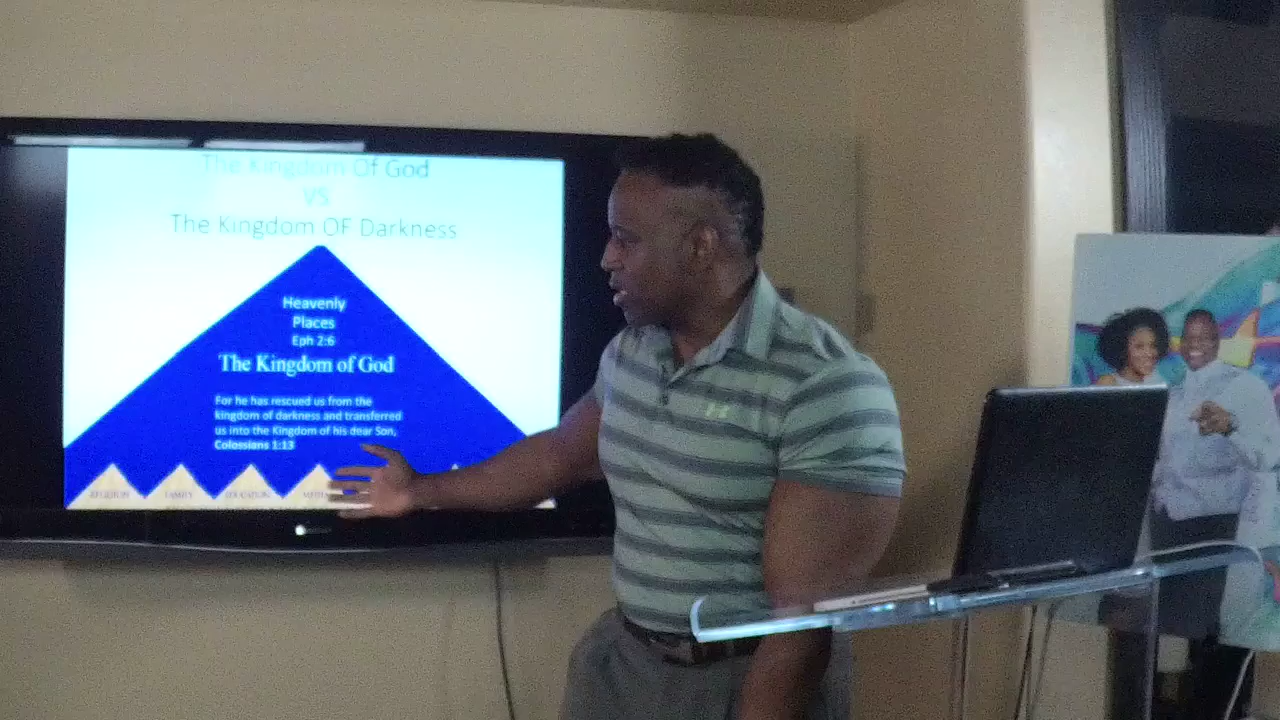 The Kingdom Of God
VS
The Kingdom OF Darkness
Heavenly
Places
Eph 2:6
The Kingdom of God
For he has rescued us from the
kingdom of darkness and transferred
us into the Kingdom of his dear Son,
Colossians 1:13
RELIGION FAMILY EDUCATION